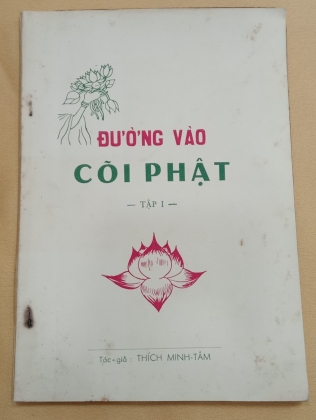 ĐƯỜNG VÀO
CÕI PHẬT
— TẬP I —
Tác-giả : THÍCH MINH-TÂM